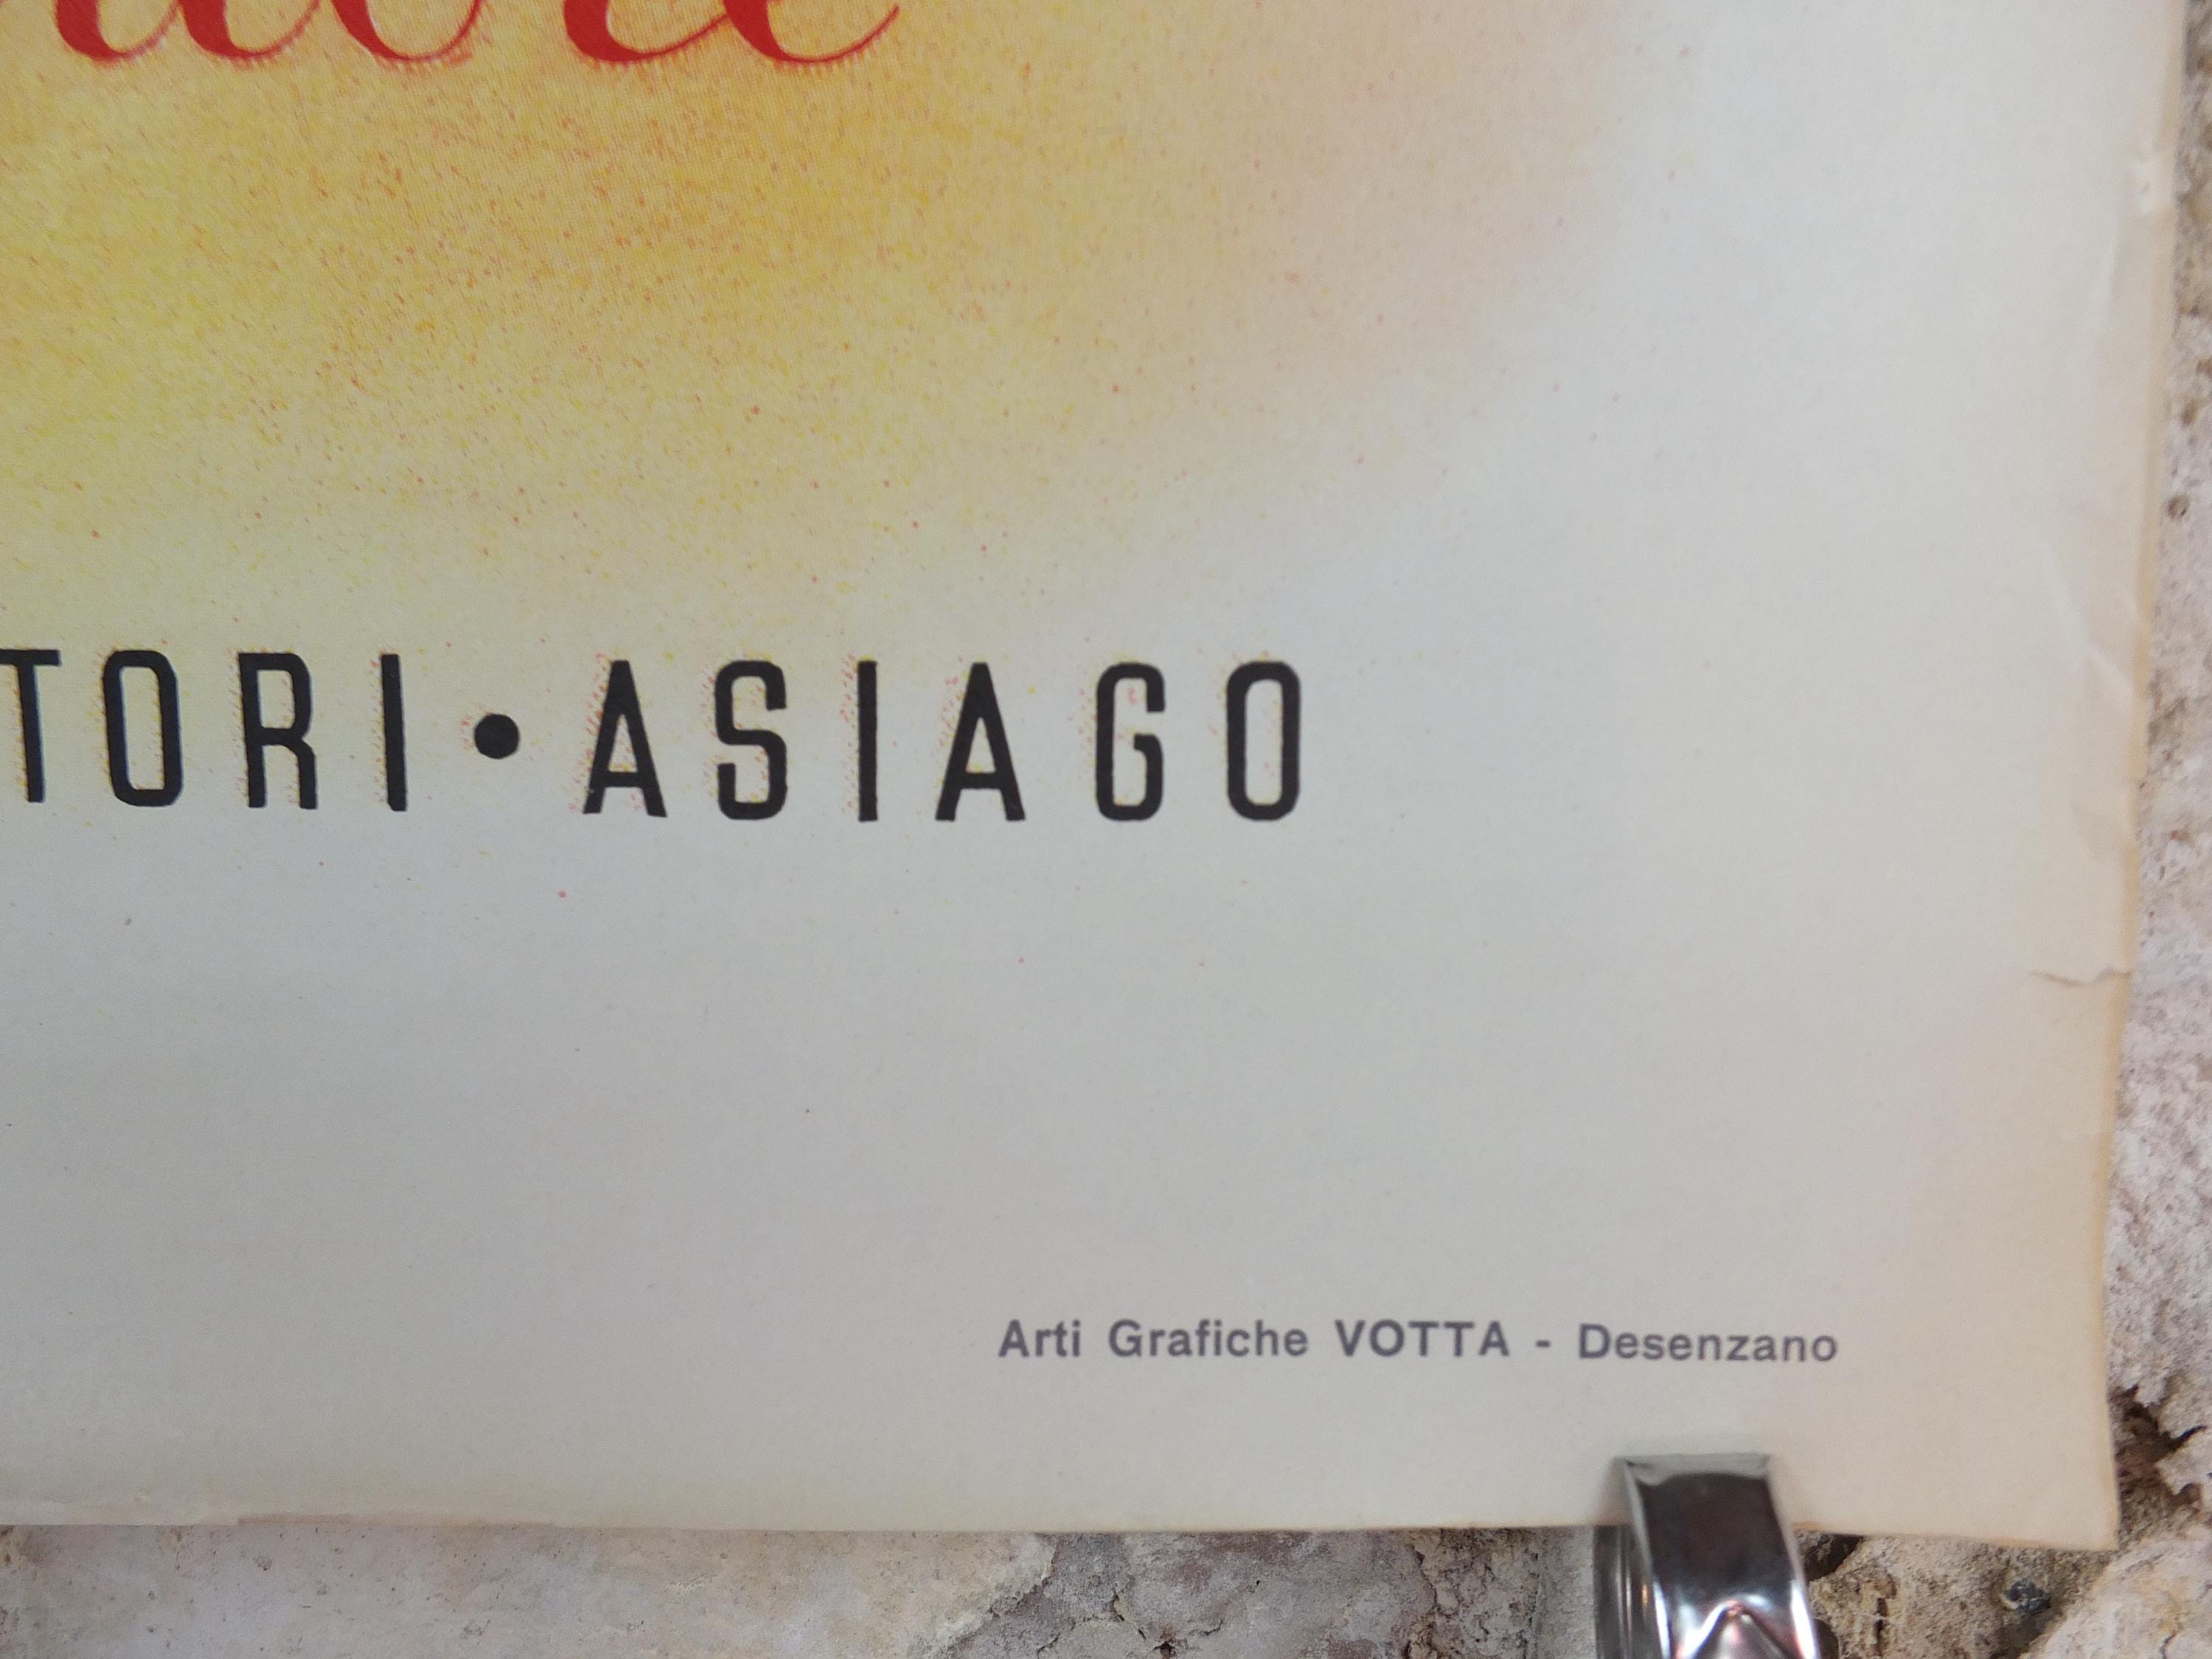 TORI • ASIAGO
Arti Grafiche VOTTA - Desenzano